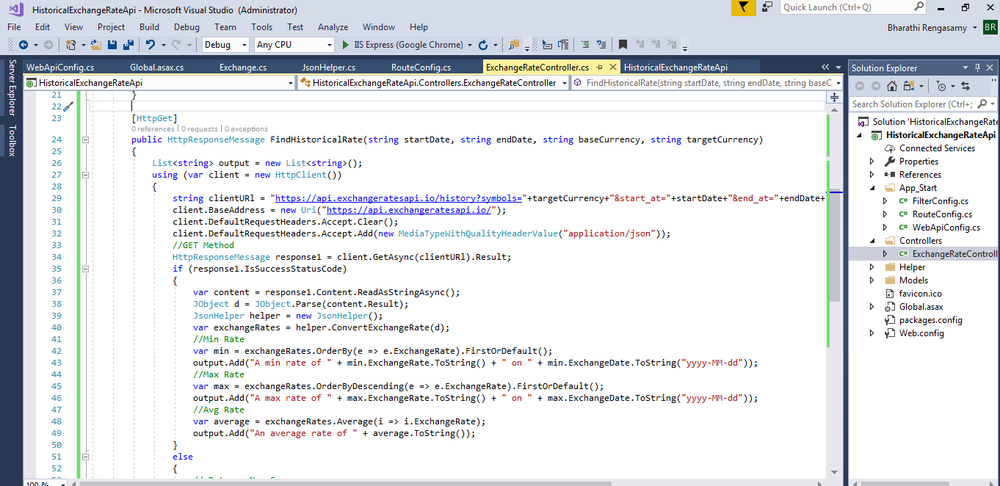 HistoricalExchangeRateApi - Microsoft Visual Studio (Administrator)
Quick Launch (Ctrl+Q)
File Edit View Project Build Debug Team Tools Test Analyze Window Help
Bharathi Rengasamy BR
Debug Any CPU IIS Express (Google Chrome)
Server Explorer
Toolbox
WebApiConfig.cs Global.asax.cs Exchange.cs JsonHelper.cs RouteConfig.cs ExchangeRateController.cs HistoricalExchangeRateApi
HistoricalExchangeRateApi HistoricalExchangeRateApi.Controllers.ExchangeRateController FindHistoricalRate(string startDate, string endDate, string baseC
21 }
22
23 [HttpGet]
0 references | 0 requests | 0 exceptions
24 public HttpResponseMessage FindHistoricalRate(string startDate, string endDate, string baseCurrency, string targetCurrency)
25 {
26 List<string> output = new List<string>();
27 using (var client = new HttpClient())
28 {
29 string clientURl = "https://api.exchangeratesapi.io/history?symbols="+targetCurrency+"&start_at="+startDate+"&end_at="+endDate+
30 client.BaseAddress = new Uri("https://api.exchangeratesapi.io/");
31 client.DefaultRequestHeaders.Accept.Clear();
32 client.DefaultRequestHeaders.Accept.Add(new MediaTypeWithQualityHeaderValue("application/json"));
33 //GET Method
34 HttpResponseMessage response1 = client.GetAsync(clientURl).Result;
35 if (response1.IsSuccessStatusCode)
36 {
37 var content = response1.Content.ReadAsStringAsync();
38 JObject d = JObject.Parse(content.Result);
39 JsonHelper helper = new JsonHelper();
40 var exchangeRates = helper.ConvertExchangeRate(d);
41 //Min Rate
42 var min = exchangeRates.OrderBy(e => e.ExchangeRate).FirstOrDefault();
43 output.Add("A min rate of " + min.ExchangeRate.ToString() + " on " + min.ExchangeDate.ToString("yyyy-MM-dd"));
44 //Max Rate
45 var max = exchangeRates.OrderByDescending(e => e.ExchangeRate).FirstOrDefault();
46 output.Add("A max rate of " + max.ExchangeRate.ToString() + " on " + max.ExchangeDate.ToString("yyyy-MM-dd"));
47 //Avg Rate
48 var average = exchangeRates.Average(i => i.ExchangeRate);
49 output.Add("An average rate of " + average.ToString());
50 }
51 else
52 {
100 %
Solution Explorer
Search Solution Explorer (Ctrl+;
Solution 'HistoricalExchangeRate
HistoricalExchangeRateApi
Connected Services
Properties
References
App_Start
C# FilterConfig.cs
C# RouteConfig.cs
C# WebApiConfig.cs
Controllers
C# ExchangeRateControll
Helper
Models
favicon.ico
Global.asax
packages.config
Web.config